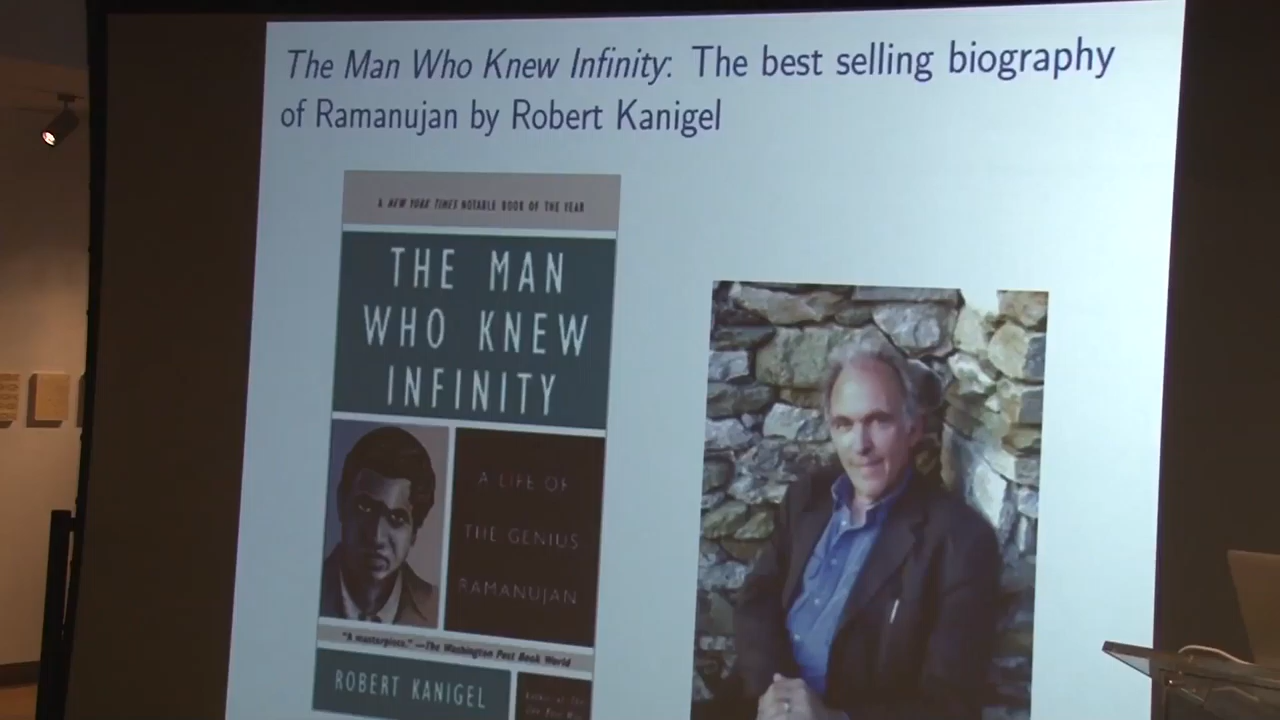 The Man Who Knew Infinity: The best selling biography
of Ramanujan by Robert Kanigel
A NEW YORK TIMES NOTABLE BOOK OF THE YEAR
THE MAN
WHO KNEW
INFINITY
A LIFE OF
THE GENIUS
RAMANUJAN
"A masterpiece."—The Washington Post Book World
ROBERT KANIGEL